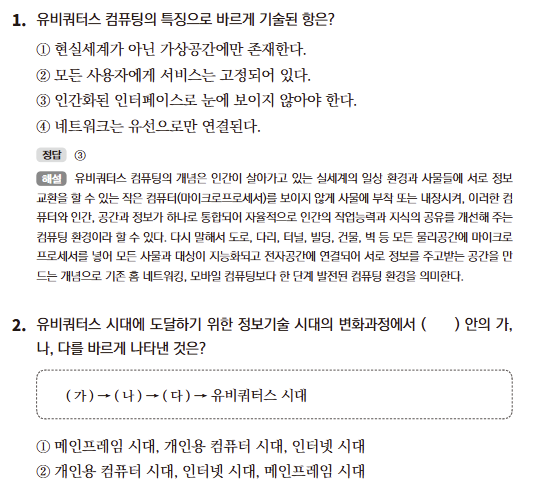 1. 유비쿼터스 컴퓨팅의 특징으로 바르게 기술된 항은?
① 현실세계가 아닌 가상공간에만 존재한다.
② 모든 사용자에게 서비스는 고정되어 있다.
③ 인간화된 인터페이스로 눈에 보이지 않아야 한다.
④ 네트워크는 유선으로만 연결된다.
정답 ③
해설 유비쿼터스 컴퓨팅의 개념은 인간이 살아가고 있는 실세계의 일상 환경과 사물들에 서로 정보
교환을 할 수 있는 작은 컴퓨터(마이크로프로세서)를 보이지 않게 사물에 부착 또는 내장시켜, 이러한 컴
퓨터와 인간, 공간과 정보가 하나로 통합되어 자율적으로 인간의 작업능력과 지식의 공유를 개선해 주는
컴퓨팅 환경이라 할 수 있다. 다시 말해서 도로, 다리, 터널, 빌딩, 건물, 벽 등 모든 물리공간에 마이크로
프로세서를 넣어 모든 사물과 대상이 지능화되고 전자공간에 연결되어 서로 정보를 주고받는 공간을 만
드는 개념으로 기존 홈 네트워킹, 모바일 컴퓨팅보다 한 단계 발전된 컴퓨팅 환경을 의미한다.
2. 유비쿼터스 시대에 도달하기 위한 정보기술 시대의 변화과정에서 (      ) 안의 가,
나, 다를 바르게 나타낸 것은?
( 가 ) → ( 나 ) → ( 다 ) → 유비쿼터스 시대
① 메인프레임 시대, 개인용 컴퓨터 시대, 인터넷 시대
② 개인용 컴퓨터 시대, 인터넷 시대, 메인프레임 시대